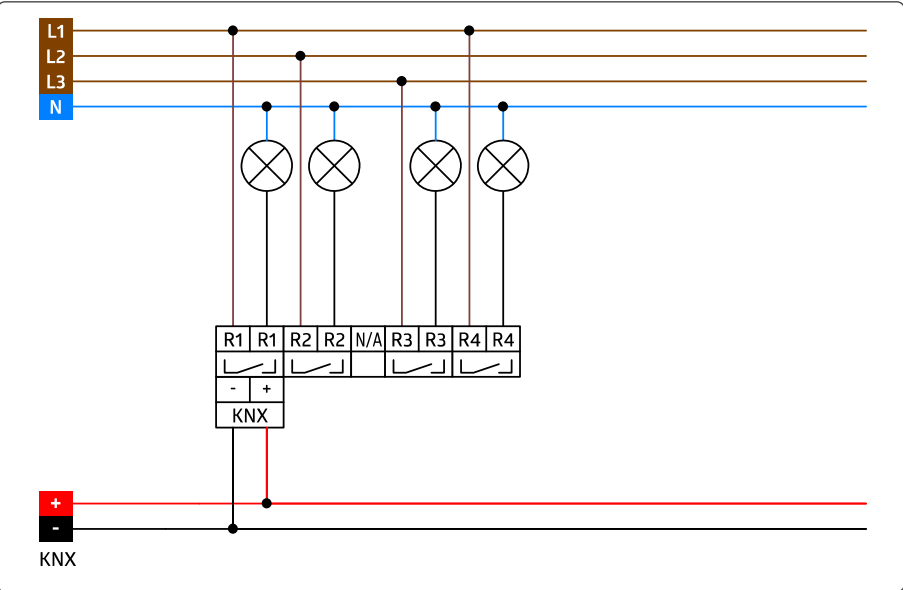 L1
L2
L3
N
R1 R1 R2 R2 N/A R3 R3 R4 R4
- +
KNX
+
-
KNX